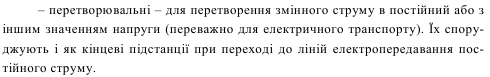 – перетворювальні – для перетворення змінного струму в постійний або з
іншим значенням напруги (переважно для електричного транспорту). Їх спору-
джують і як кінцеві підстанції при переході до ліній електропередавання пос-
тійного струму.